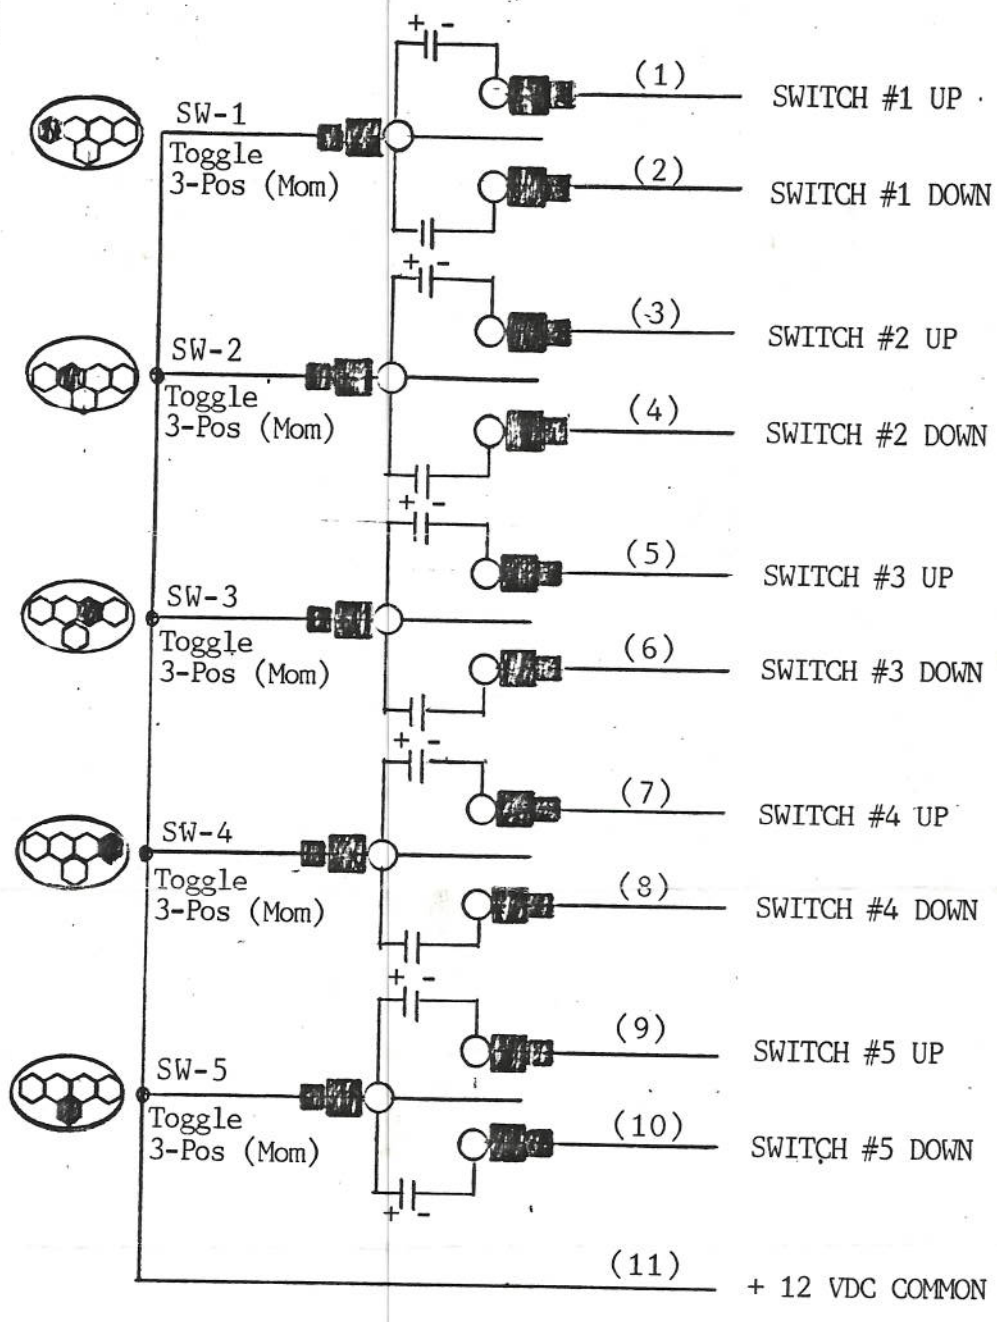 + -
(1)
SWITCH #1 UP
SW-1
Toggle
3-Pos (Mom)
(2)
SWITCH #1 DOWN
+ -
(3)
SWITCH #2 UP
SW-2
Toggle
3-Pos (Mom)
(4)
SWITCH #2 DOWN
+ -
(5)
SWITCH #3 UP
SW-3
Toggle
3-Pos (Mom)
(6)
SWITCH #3 DOWN
+ -
(7)
SWITCH #4 UP
SW-4
Toggle
3-Pos (Mom)
(8)
SWITCH #4 DOWN
+ -
(9)
SWITCH #5 UP
SW-5
Toggle
3-Pos (Mom)
(10)
SWITCH #5 DOWN
+ -
(11)
+ 12 VDC COMMON